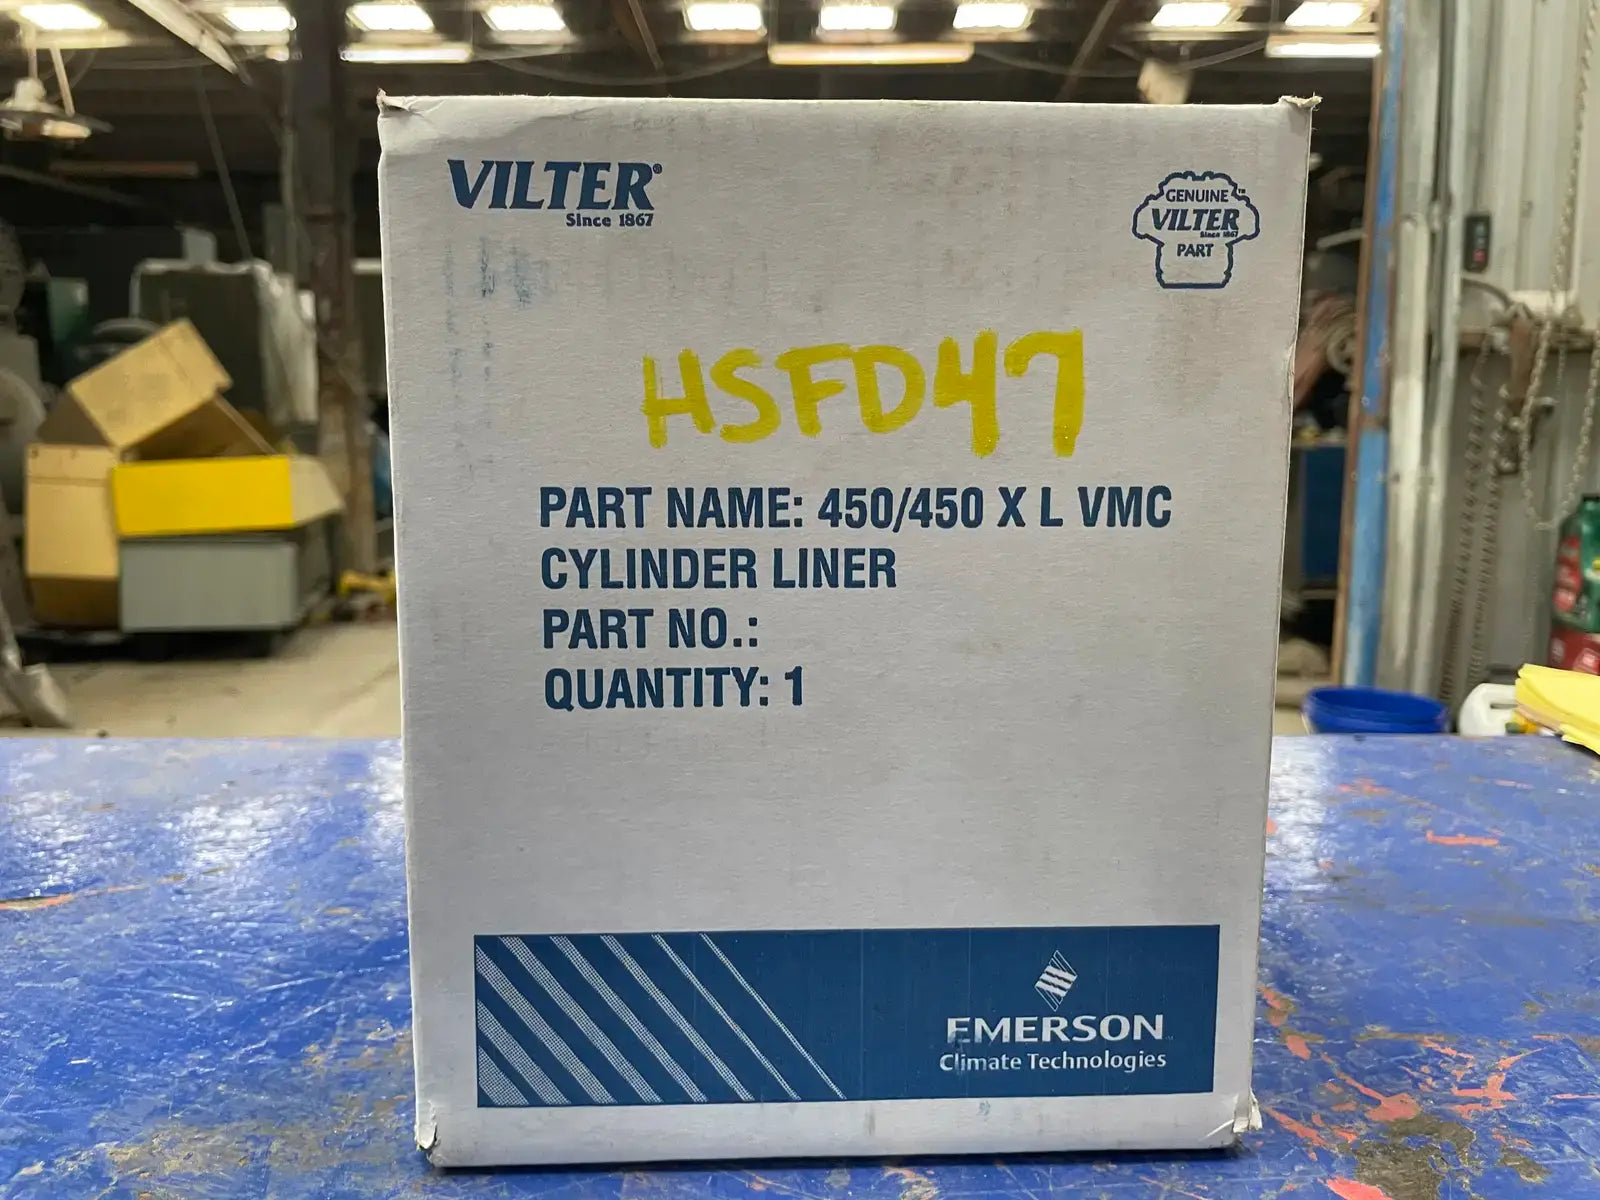 VILTER®
Since 1867
GENUINE™
VILTER
Since 1867
PART
HSFD47
PART NAME: 450/450 X L VMC
CYLINDER LINER
PART NO.:
QUANTITY: 1
EMERSON
Climate Technologies